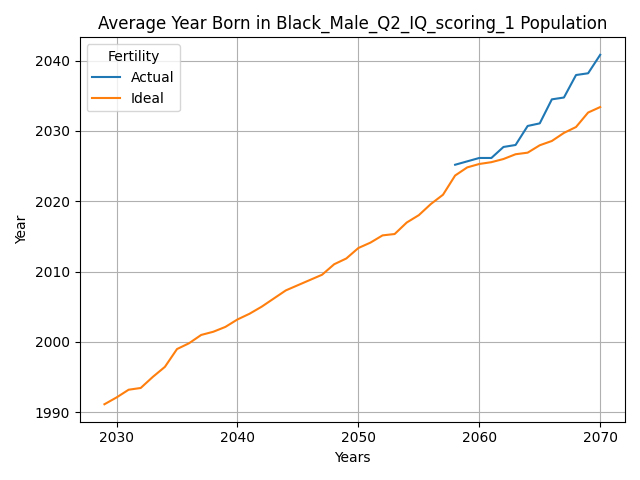 Average Year Born in Black_Male_Q2_IQ_scoring_1 Population
Fertility
Actual
Ideal
Year
2040
2030
2020
2010
2000
1990
2030 2040 2050 2060 2070
Years